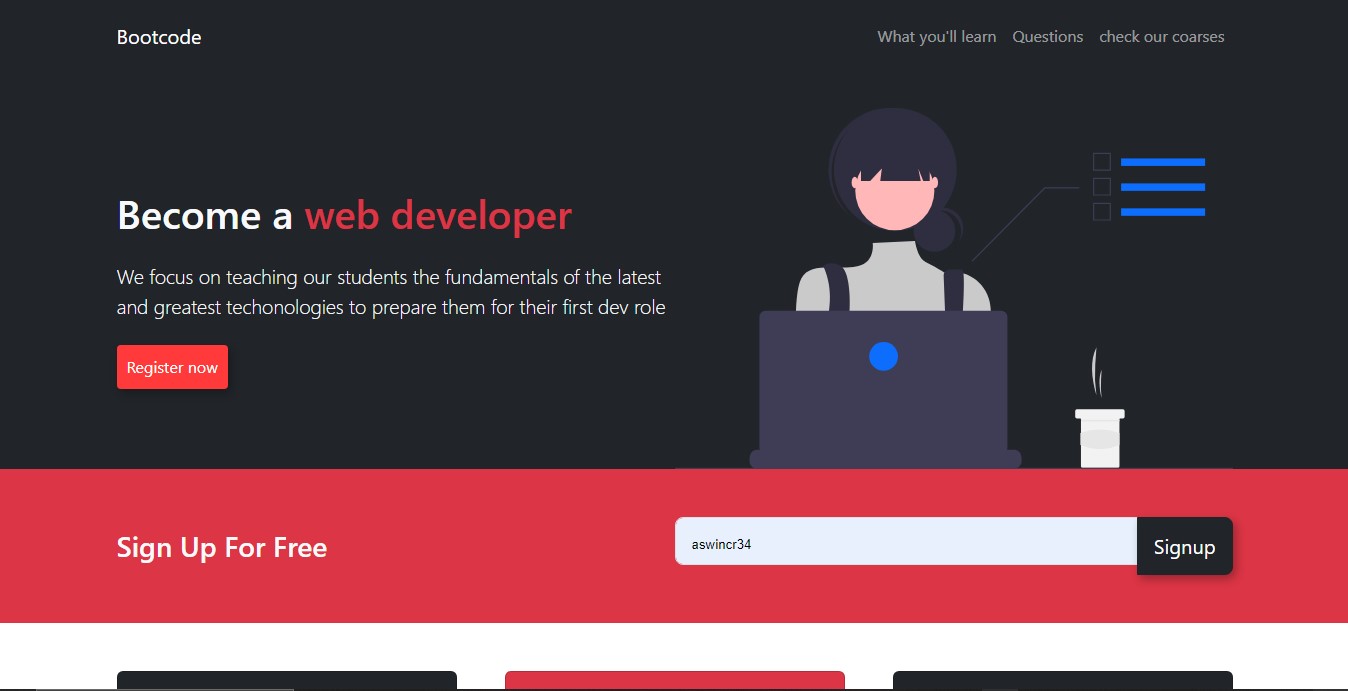 Bootcode
What you'll learn
Questions
check our coarses
Become a web developer
We focus on teaching our students the fundamentals of the latest
and greatest techonologies to prepare them for their first dev role
Register now
Sign Up For Free
aswincr34
Signup